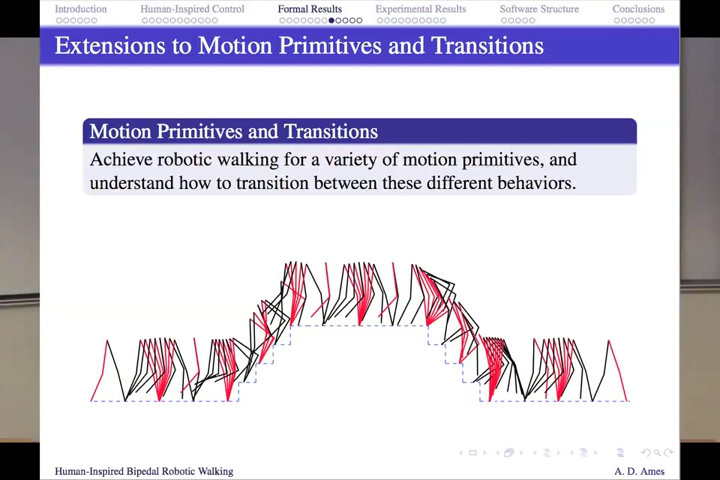 Introduction Human-Inspired Control Formal Results Experimental Results Software Structure Conclusions
Extensions to Motion Primitives and Transitions
Motion Primitives and Transitions
Achieve robotic walking for a variety of motion primitives, and
understand how to transition between these different behaviors.
Human-Inspired Bipedal Robotic Walking A. D. Ames